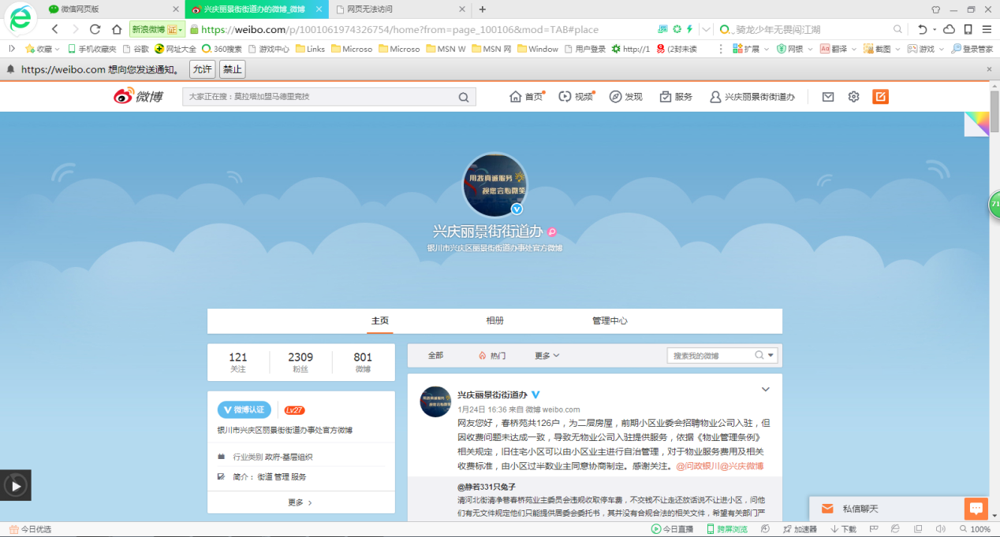 微信网页版
兴庆丽景街街道办的微博_微博
网页无法访问
新浪微博 证
https://weibo.com/p/1001061974326754/home?from=page_100106&mod=TAB#place
骑龙少年无畏闯江湖
收藏 手机收藏夹 谷歌 网址大全 360搜索 游戏中心 Links Microso Microso MSN W MSN 网 Window 用户登录 http://1 (2封未读 扩展 网银 翻译 截图 游戏 登录管家
https://weibo.com 想向您发送通知。 允许 禁止
微博 大家正在搜：莫拉塔加盟马德里竞技 首页 视频 发现 服务 兴庆丽景街街道办
用我真诚服务
换您会心微笑
71
兴庆丽景街街道办
银川市兴庆区丽景街街道办事处官方微博
主页 相册 管理中心
121 2309 801
关注 粉丝 微博
全部 热门 更多 搜索我的微博
微博认证 Lv27
银川市兴庆区丽景街街道办事处官方微博
行业类别 政府-基层组织
简介： 街道 管理 服务
更多
兴庆丽景街街道办
1月24日 16:36 来自 微博 weibo.com
网友您好，春桥苑共126户，为二层房屋，前期小区业委会招聘物业公司入驻，但
因收费问题未达成一致，导致无物业公司入驻提供服务，依据《物业管理条例》
相关规定，旧住宅小区可以由小区业主进行自治管理，对于物业服务费用及相关
收费标准，由小区过半数业主同意协商制定。感谢关注。@问政银川@兴庆微博
@静若331只兔子
清河北街清净巷春桥苑业主委员会违规收取停车費，不交钱不让走还放话说不让进小区，问他
们有无文件规定他们只能提供居委会委托书，其并没有合规合法的相关文件，希望有关部门严
私信聊天
今日优选 今日直播 跨屏浏览 加速器 下载 100%